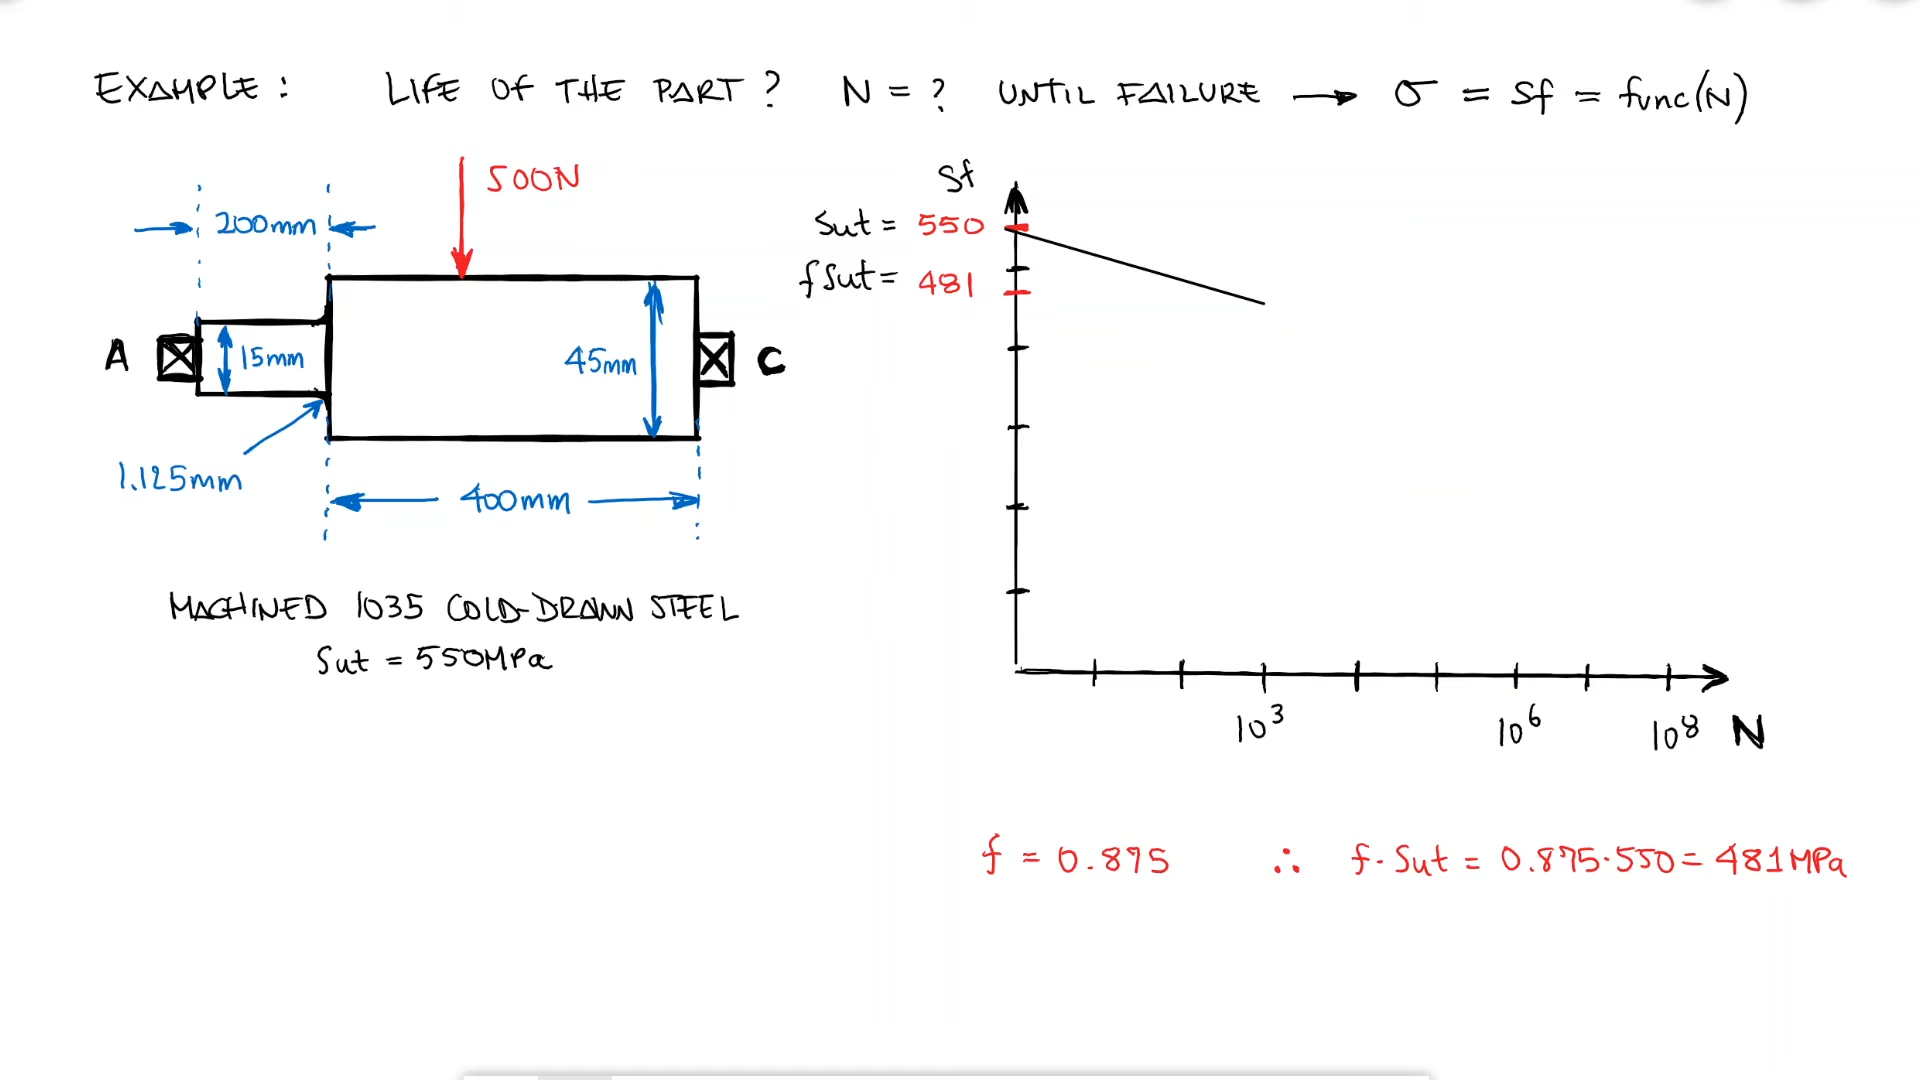 EXAMPLE: LIFE OF THE PART? N = ? UNTIL FAILURE → σ = Sf = func(N)
500N
200mm
Sf
Sut = 550
fSut = 481
A
15mm
45mm
C
1.125mm
400mm
MACHINED 1035 COLD-DRAWN STEEL
Sut = 550MPa
10³ 10⁶ 10⁸ N
f = 0.875 ∴ f·Sut = 0.875·550 = 481MPa